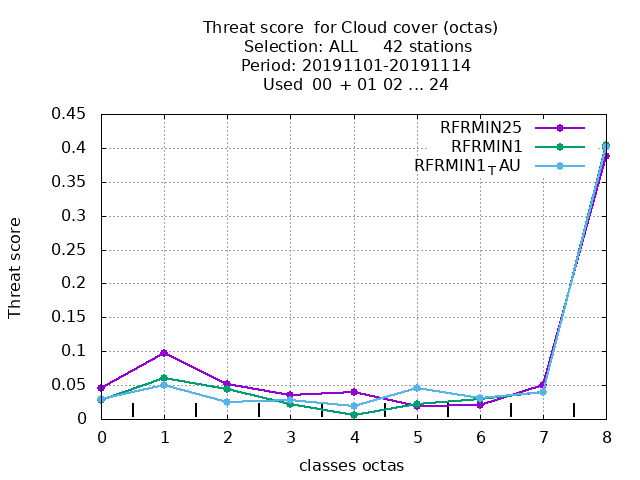 Threat score  for Cloud cover (octas)
Selection: ALL     42 stations
Period: 20191101-20191114
Used  00 + 01 02 ... 24
RFRMIN25
RFRMIN1
RFRMIN1TAU
Threat score
0.45
0.4
0.35
0.3
0.25
0.2
0.15
0.1
0.05
0
0 1 2 3 4 5 6 7 8
classes octas